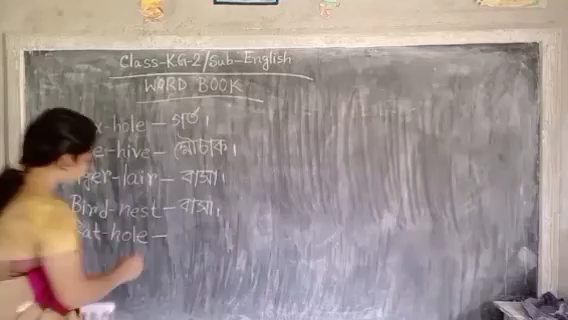 Class-KG-2/Sub-English
WORD BOOK
-hole – গর্ত।
-hive – মৌচাক।
-lair – বাসা।
Bird-nest – বাসা।
-hole –